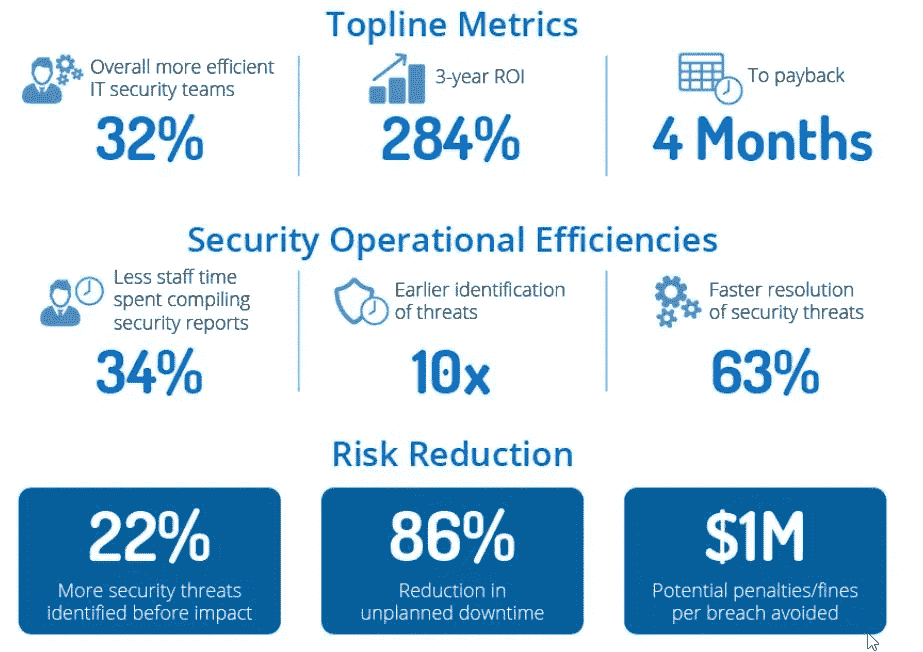 Topline Metrics
Overall more efficient
IT security teams
32%
3-year ROI
284%
To payback
4 Months
Security Operational Efficiencies
Less staff time
spent compiling
security reports
34%
Earlier identification
of threats
10x
Faster resolution
of security threats
63%
Risk Reduction
22%
More security threats
identified before impact
86%
Reduction in
unplanned downtime
$1M
Potential penalties/fines
per breach avoided